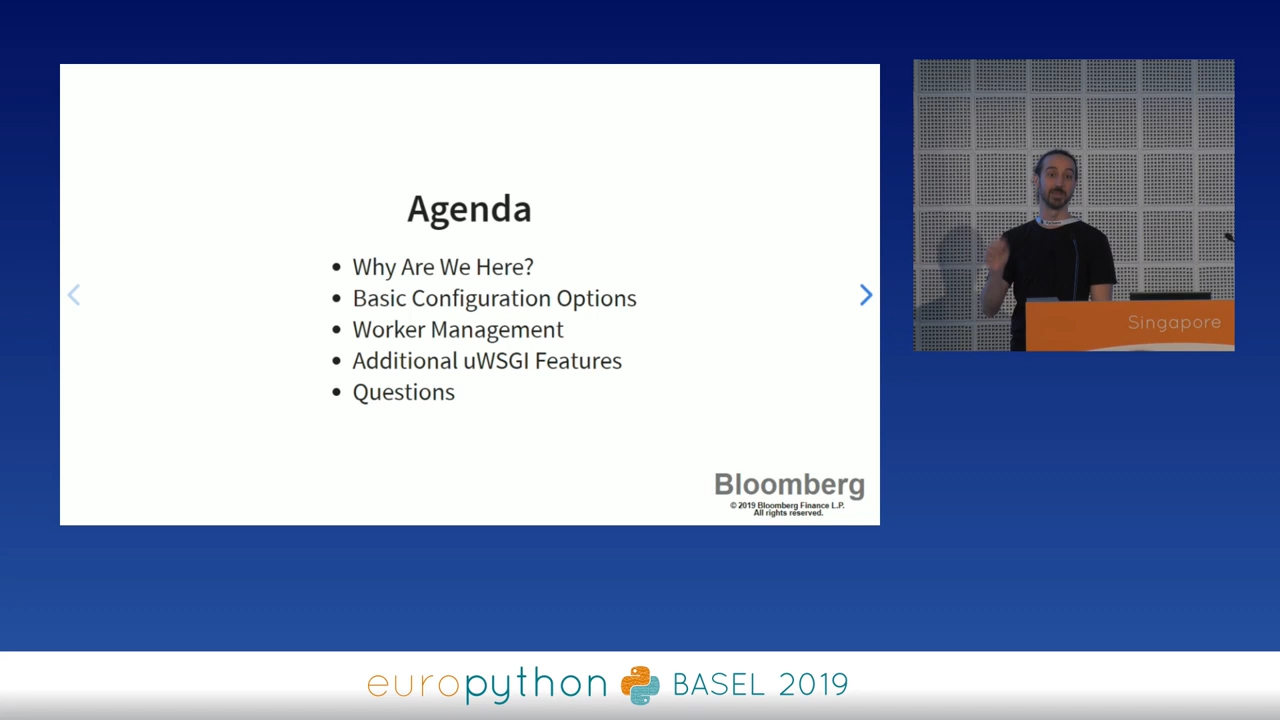 Agenda
Why Are We Here?
Basic Configuration Options
Worker Management
Additional uWSGI Features
Questions
Bloomberg
© 2019 Bloomberg Finance L.P.
All rights reserved.
Singapore
europython BASEL 2019